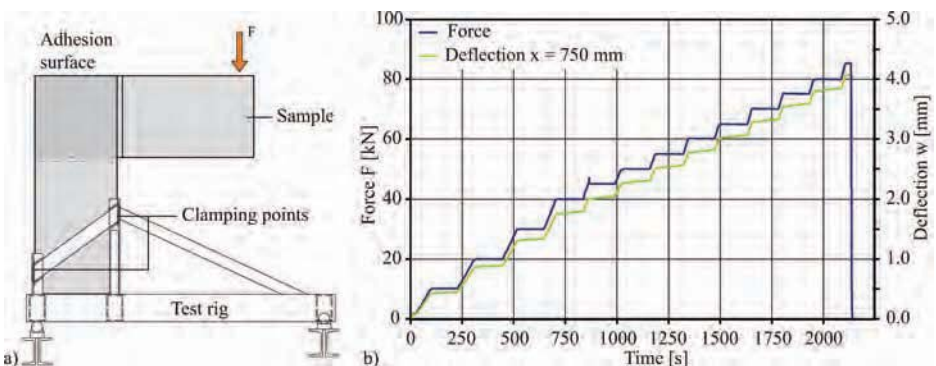 F
Adhesion
surface
Sample
Clamping points
Test rig
a)
Force
Deflection x = 750 mm
Force F [kN]
100
80
60
40
20
0
0 250 500 750 1000 1250 1500 1750 2000
Time [s]
5.0
4.0
3.0
2.0
1.0
0.0
Deflection w [mm]
b)